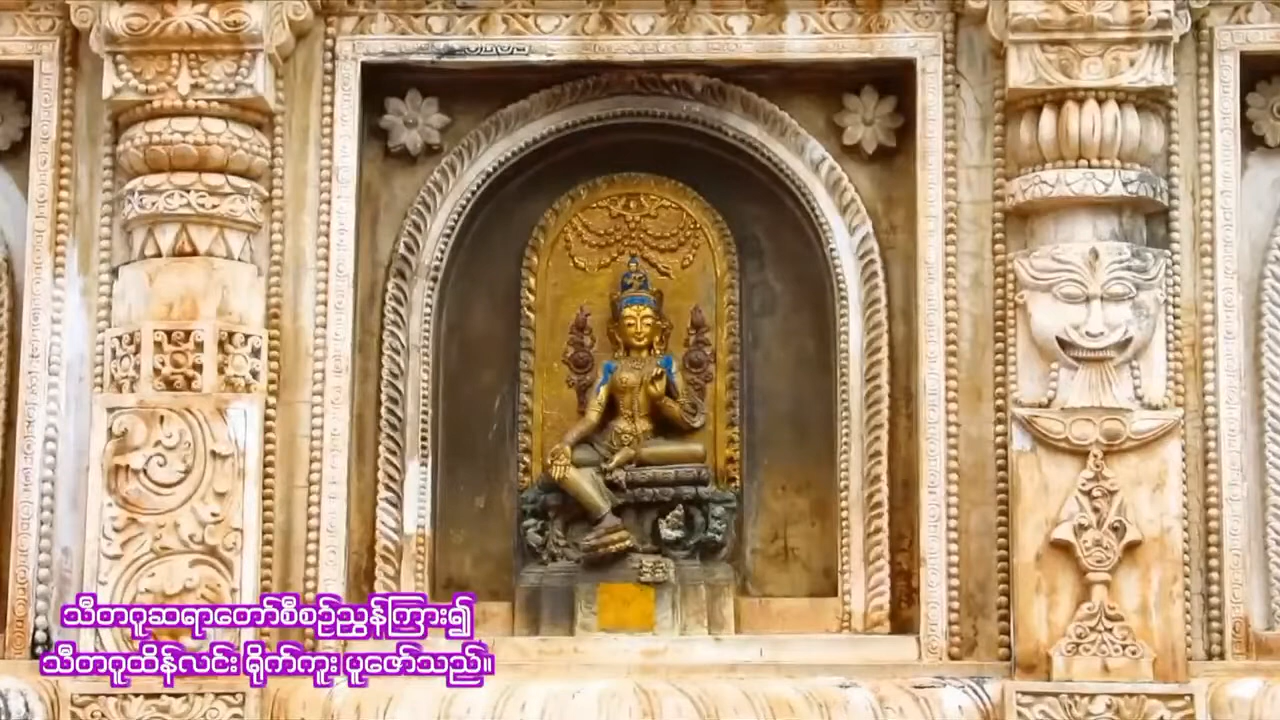 သီတဂူဆရာတော်စီစဉ်ညွှန်ကြား၍
သီတဂူထိန်လင်း ရိုက်ကူး ပူဇော်သည်။